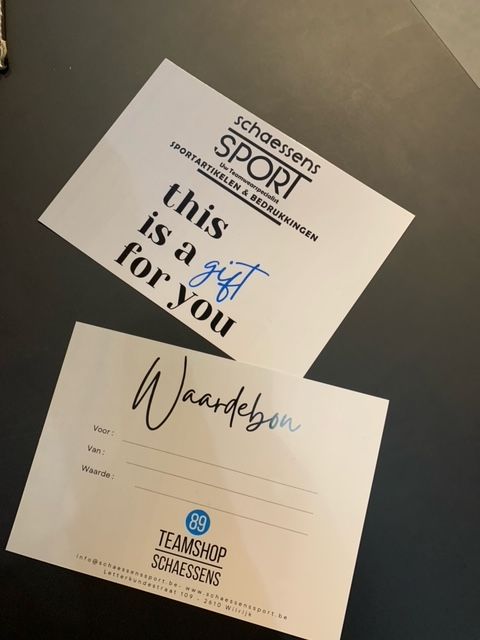 schaessens
SPORT
Uw Teamwearspecialist
SPORTARTIKELEN & BEDRUKKINGEN
this
is a gift
for you
Waardebon
Voor :
Van :
Waarde :
89
TEAMSHOP
SCHAESSENS
info@schaessenssport.be - www.schaessenssport.be
Letterkundestraat 109 - 2610 Wilrijk